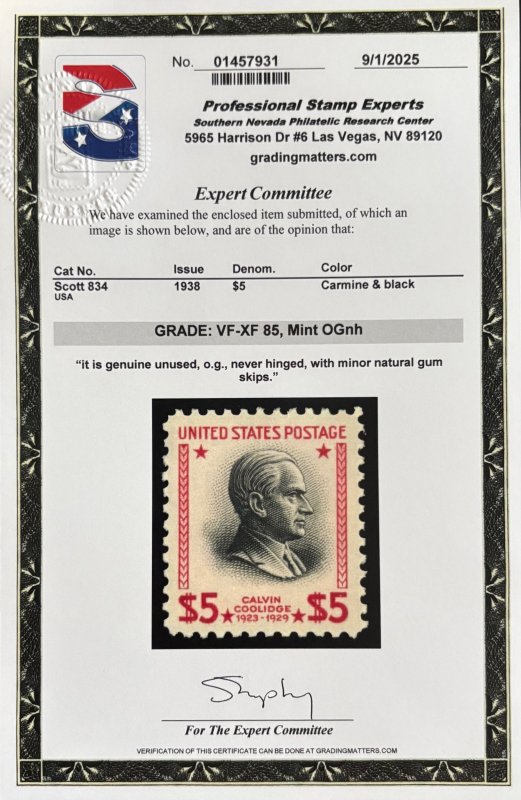 No. 01457931 9/1/2025
Professional Stamp Experts
Southern Nevada Philatelic Research Center
5965 Harrison Dr #6 Las Vegas, NV 89120
gradingmatters.com
Expert Committee
We have examined the enclosed item submitted, of which an
image is shown below, and are of the opinion that:
Cat No. Issue Denom. Color
Scott 834 1938 $5 Carmine & black
USA
GRADE: VF-XF 85, Mint OGnh
“it is genuine unused, o.g., never hinged, with minor natural gum
skips.”
UNITED STATES POSTAGE
CALVIN
COOLIDGE
$5 1923-1929 $5
For The Expert Committee
VERIFICATION OF THIS CERTIFICATE CAN BE DONE AT GRADINGMATTERS.COM